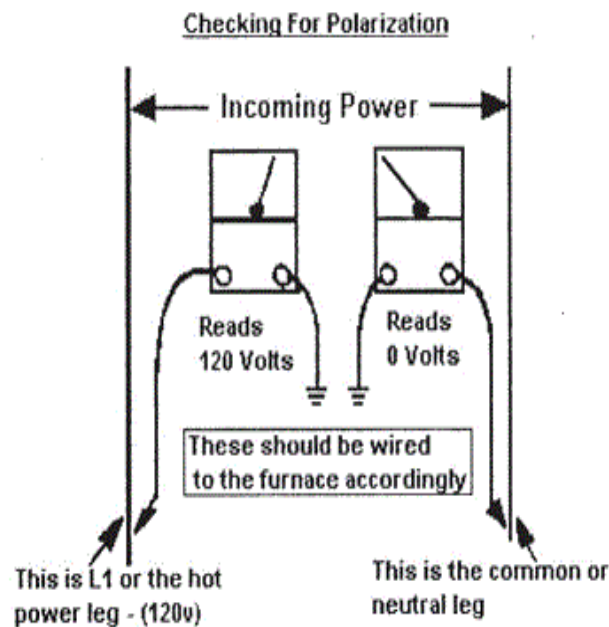 Checking For Polarization
Incoming Power
Reads
120 Volts
Reads
0 Volts
These should be wired
to the furnace accordingly
This is L1 or the hot
power leg - (120v)
This is the common or
neutral leg